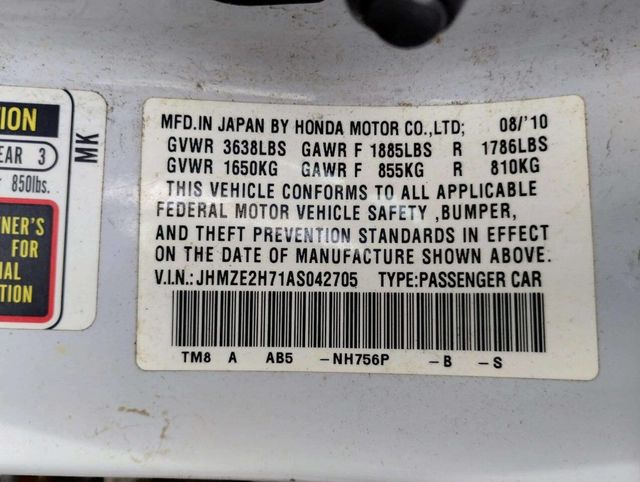 ION
EAR 3
850lbs.
NER'S
FOR
IAL
TION
MK
MFD.IN JAPAN BY HONDA MOTOR CO.,LTD; 08/'10
GVWR 3638LBS GAWR F 1885LBS R 1786LBS
GVWR 1650KG GAWR F 855KG R 810KG
THIS VEHICLE CONFORMS TO ALL APPLICABLE
FEDERAL MOTOR VEHICLE SAFETY ,BUMPER,
AND THEFT PREVENTION STANDARDS IN EFFECT
ON THE DATE OF MANUFACTURE SHOWN ABOVE.
V.I.N.: JHMZE2H71AS042705 TYPE:PASSENGER CAR
TM8 A AB5 -NH756P -B -S